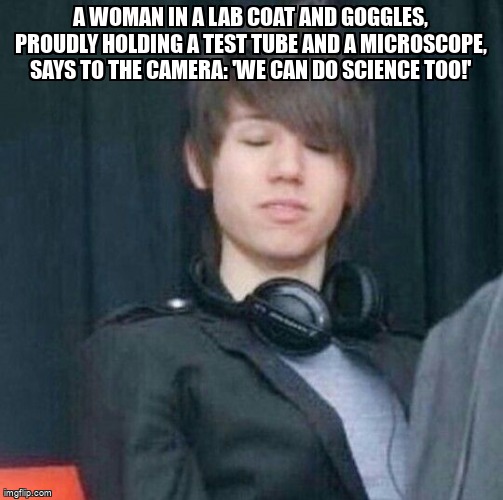 A WOMAN IN A LAB COAT AND GOGGLES,
PROUDLY HOLDING A TEST TUBE AND A MICROSCOPE,
SAYS TO THE CAMERA: 'WE CAN DO SCIENCE TOO!'
imgflip.com